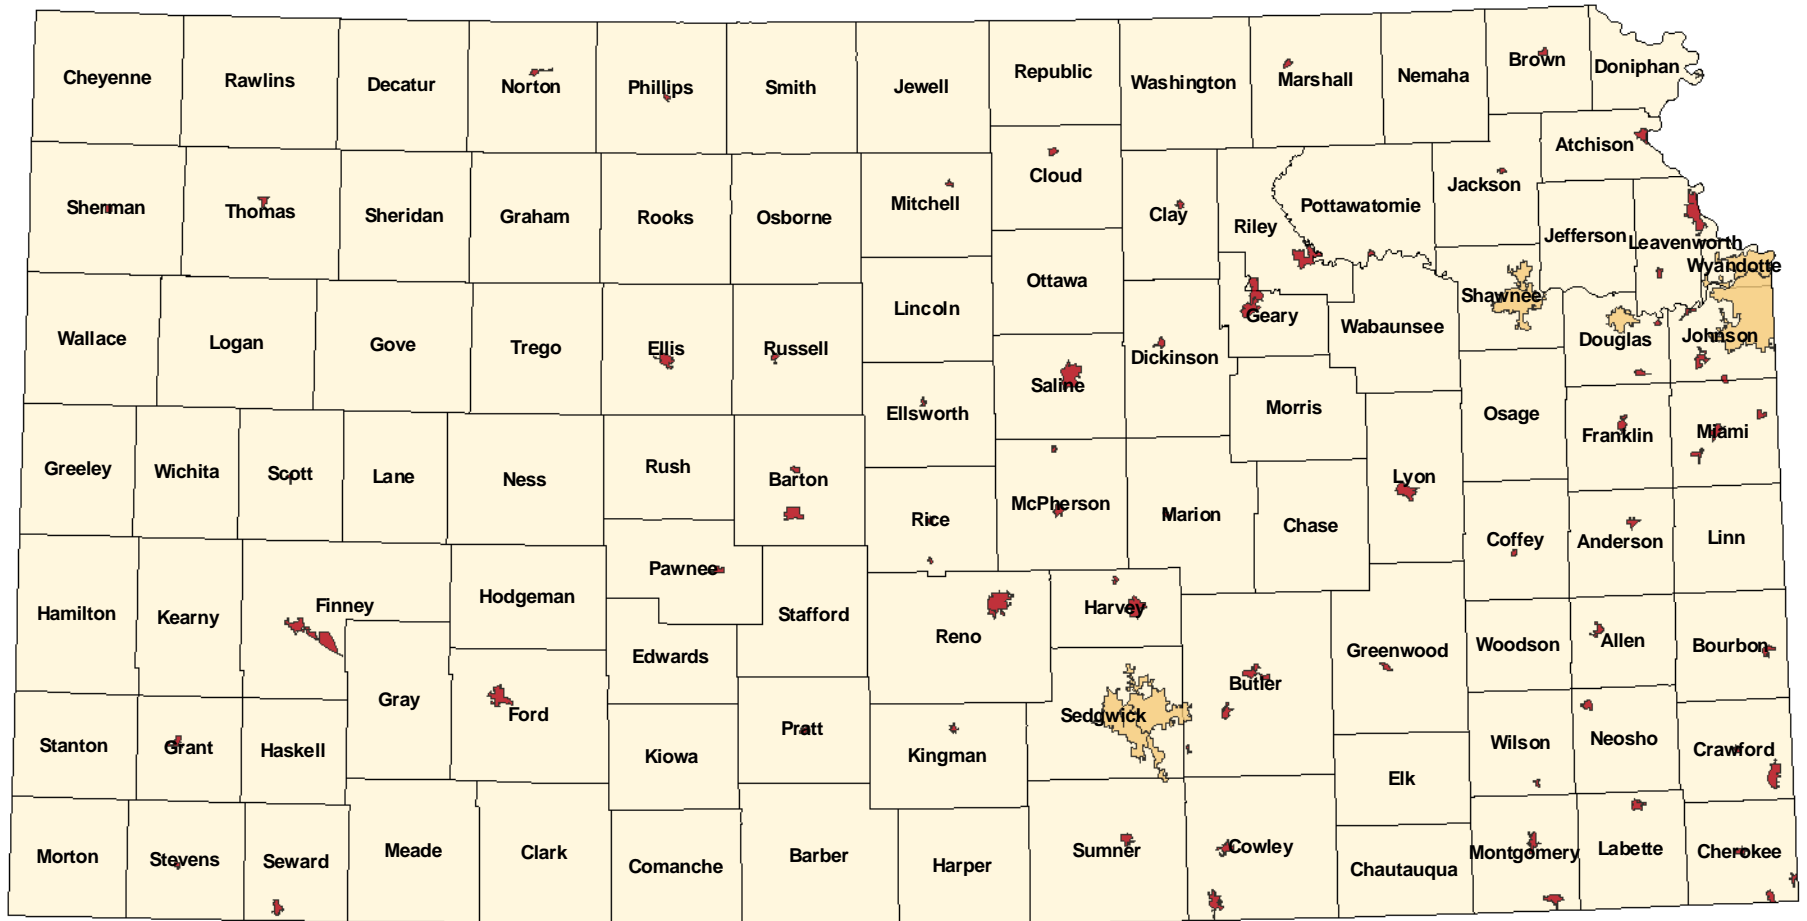 Cheyenne
Rawlins
Decatur
Norton
Phillips
Smith
Jewell
Republic
Washington
Marshall
Nemaha
Brown
Doniphan
Atchison
Cloud
Jackson
Sherman
Thomas
Sheridan
Graham
Rooks
Osborne
Mitchell
Clay
Riley
Pottawatomie
Jefferson
Leavenworth
Wyandotte
Ottawa
Shawnee
Lincoln
Geary
Wabaunsee
Douglas
Johnson
Wallace
Logan
Gove
Trego
Ellis
Russell
Dickinson
Saline
Ellsworth
Morris
Osage
Franklin
Miami
Greeley
Wichita
Scott
Lane
Ness
Rush
Barton
Rice
McPherson
Marion
Chase
Lyon
Coffey
Anderson
Linn
Pawnee
Hamilton
Kearny
Finney
Hodgeman
Stafford
Reno
Harvey
Edwards
Greenwood
Woodson
Allen
Bourbon
Gray
Ford
Sedgwick
Butler
Stanton
Grant
Haskell
Kiowa
Pratt
Kingman
Elk
Wilson
Neosho
Crawford
Morton
Stevens
Seward
Meade
Clark
Comanche
Barber
Harper
Sumner
Cowley
Chautauqua
Montgomery
Labette
Cherokee